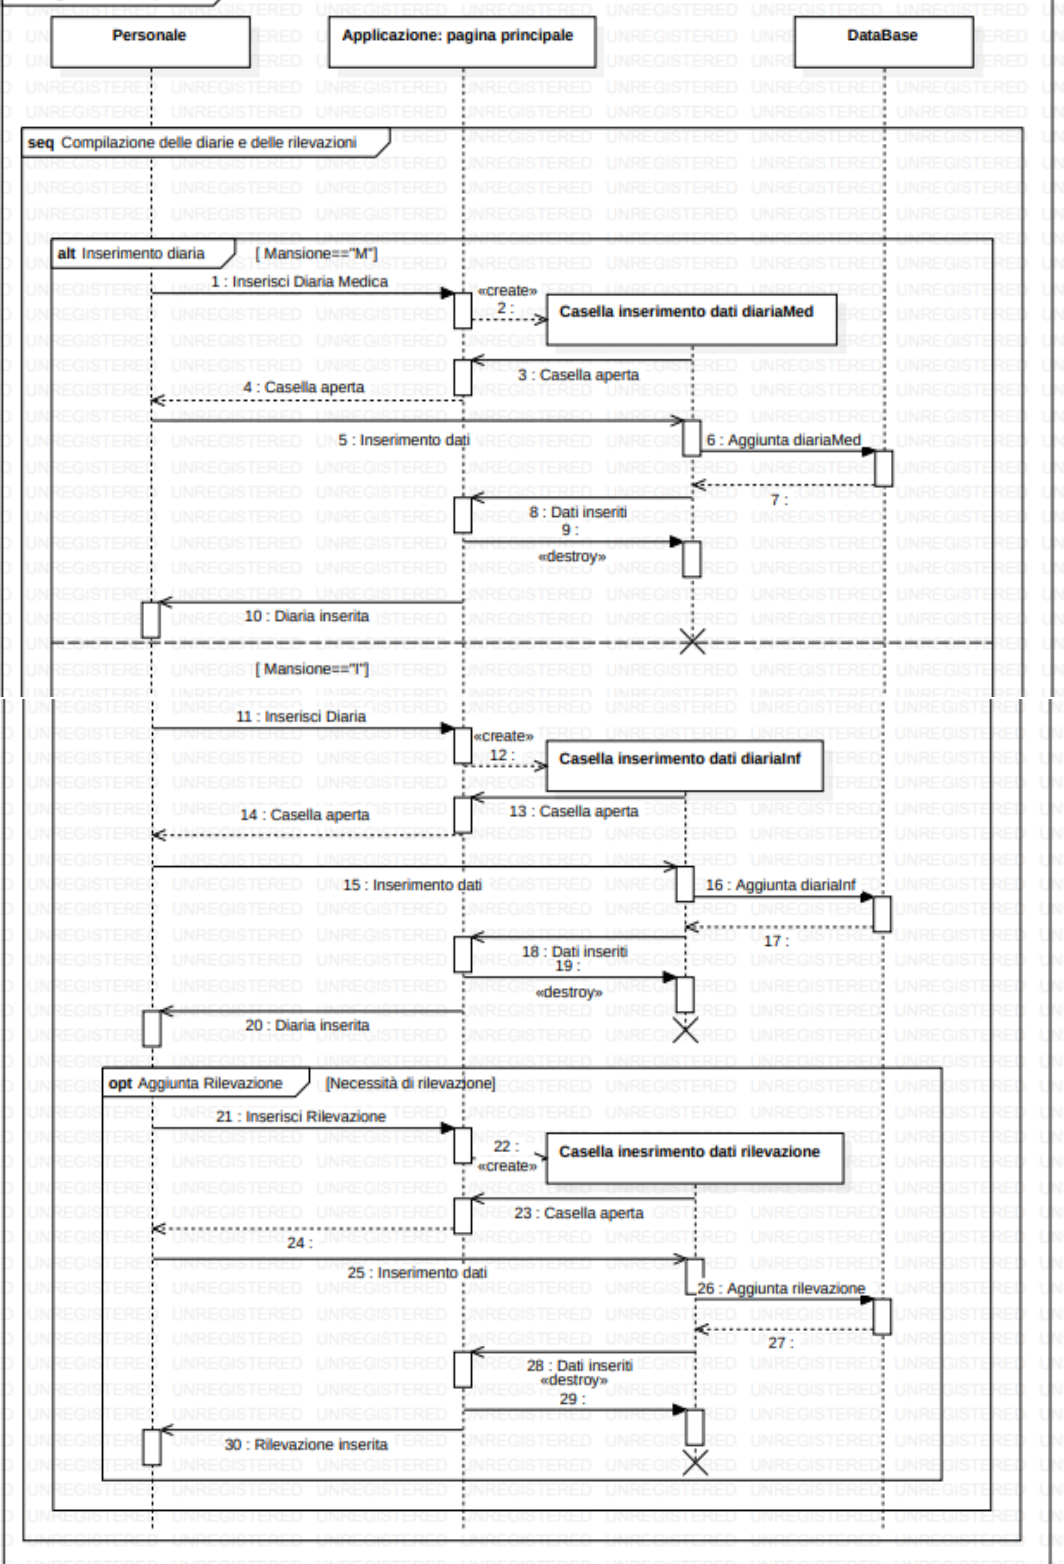 Personale
Applicazione: pagina principale
DataBase
seq Compilazione delle diarie e delle rilevazioni
alt Inserimento diaria
[ Mansione=="M"]
1 : Inserisci Diaria Medica
«create»
2 :
Casella inserimento dati diariaMed
3 : Casella aperta
4 : Casella aperta
5 : Inserimento dati
6 : Aggiunta diariaMed
7 :
8 : Dati inseriti
9 :
«destroy»
10 : Diaria inserita
[ Mansione=="I"]
11 : Inserisci Diaria
«create»
12 :
Casella inserimento dati diariaInf
13 : Casella aperta
14 : Casella aperta
15 : Inserimento dati
16 : Aggiunta diariaInf
17 :
18 : Dati inseriti
19 :
«destroy»
20 : Diaria inserita
opt Aggiunta Rilevazione
[Necessità di rilevazione]
21 : Inserisci Rilevazione
22 :
«create»
Casella inesrimento dati rilevazione
23 : Casella aperta
24 :
25 : Inserimento dati
26 : Aggiunta rilevazione
27 :
28 : Dati inseriti
«destroy»
29 :
30 : Rilevazione inserita
UNREGISTERED